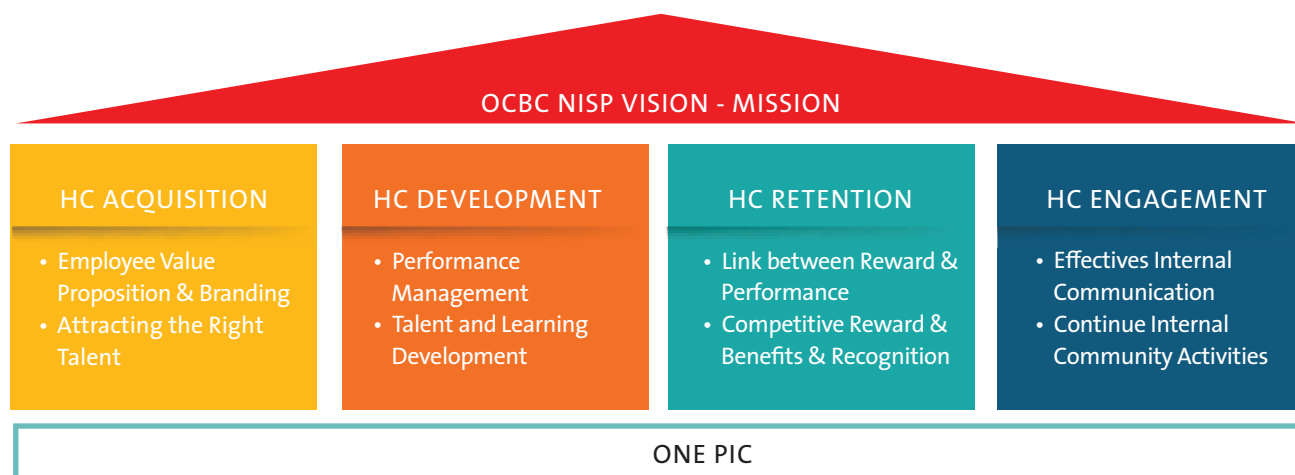 OCBC NISP VISION - MISSION
HC ACQUISITION
• Employee Value
Proposition & Branding
• Attracting the Right
Talent
HC DEVELOPMENT
• Performance
Management
• Talent and Learning
Development
HC RETENTION
• Link between Reward &
Performance
• Competitive Reward &
Benefits & Recognition
HC ENGAGEMENT
• Effectives Internal
Communication
• Continue Internal
Community Activities
ONE PIC